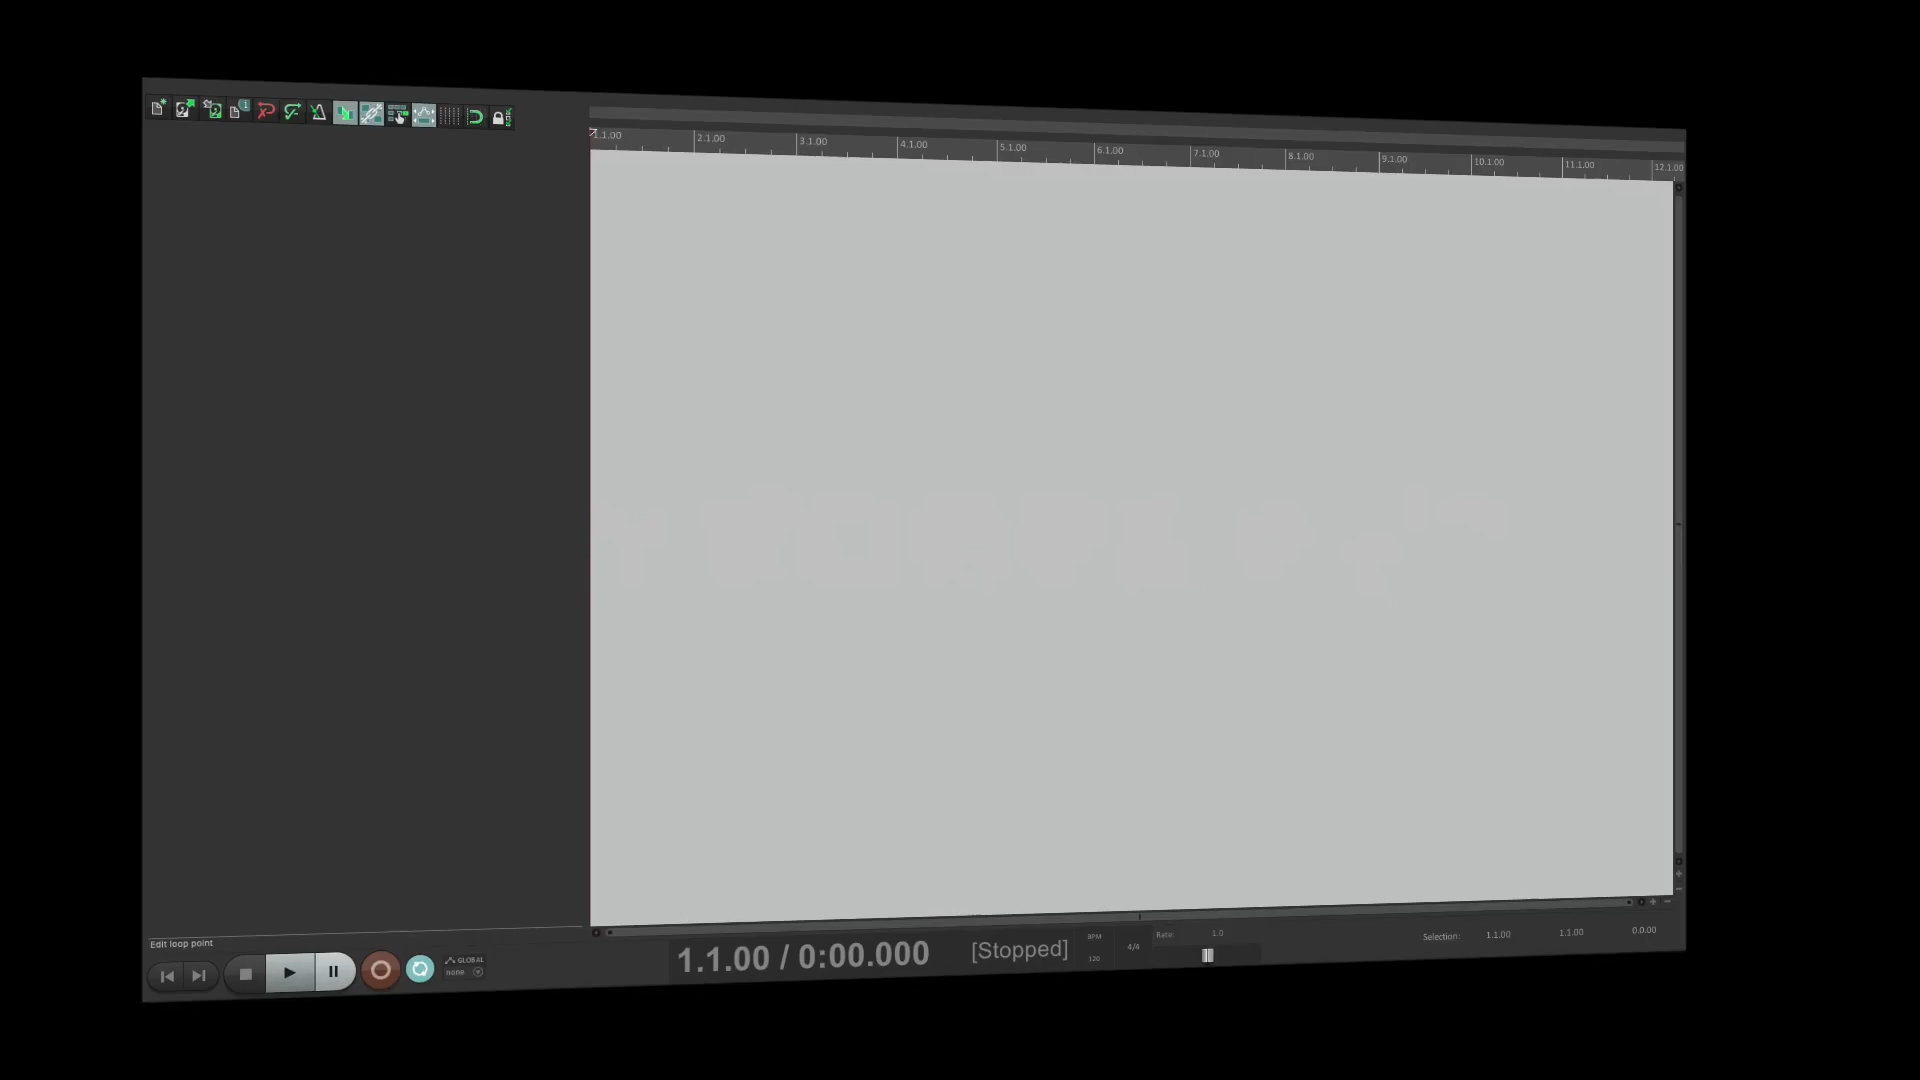 1.1.00 2.1.00 3.1.00 4.1.00 5.1.00 6.1.00 7.1.00 8.1.00 9.1.00 10.1.00 11.1.00 12.1.00
Edit loop point
GLOBAL
none
1.1.00 / 0:00.000 [Stopped]
BPM
120
4/4
Rate: 1.0
Selection: 1.1.00 1.1.00 0.0.00